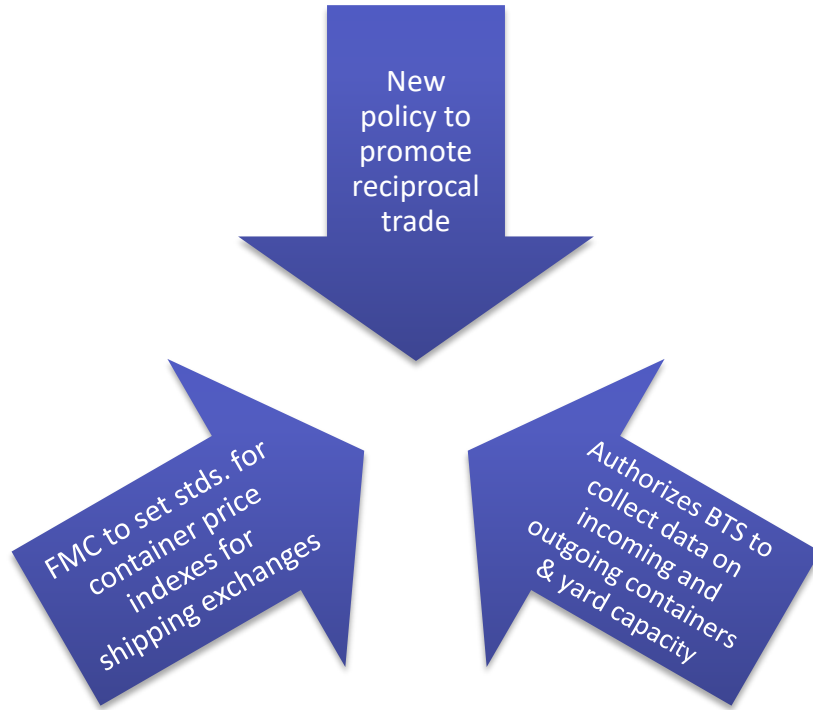 New
policy to
promote
reciprocal
trade
FMC to set stds. for
container price
indexes for
shipping exchanges
Authorizes BTS to
collect data on
incoming and
outgoing containers
& yard capacity